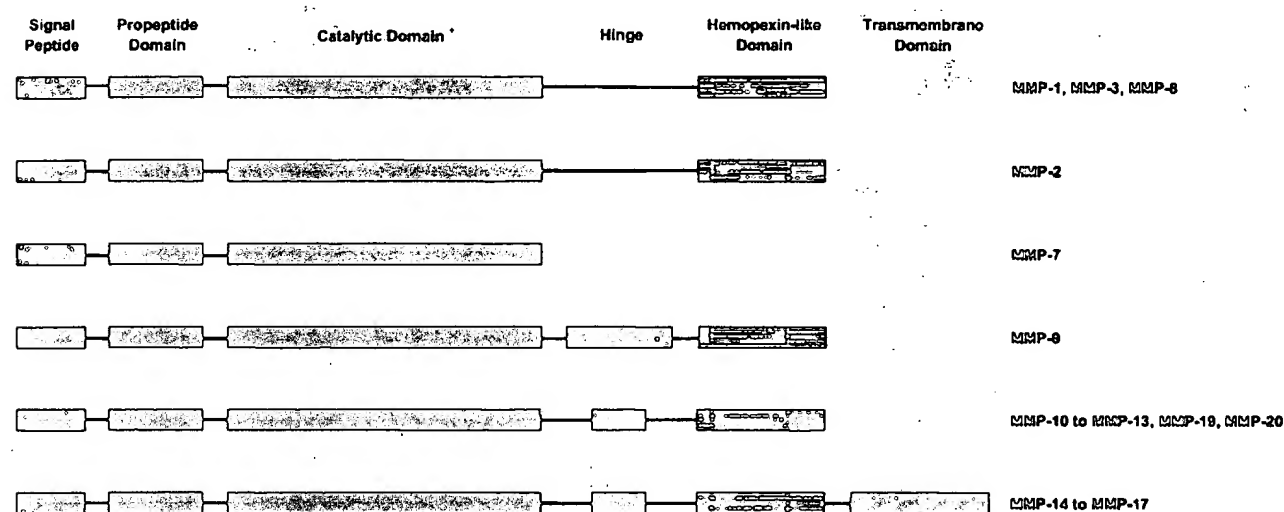 Signal Peptide
Propeptide Domain
Catalytic Domain
Hinge
Hemopexin-like Domain
Transmembrano Domain
MMP-1, MMP-3, MMP-8
MMP-2
MMP-7
MMP-9
MMP-10 to MMP-13, MMP-19, MMP-20
MMP-14 to MMP-17